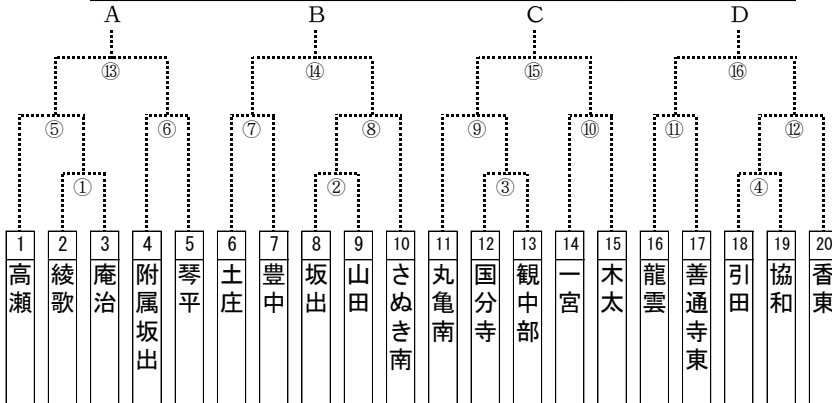 A B C D
⑬ ⑭ ⑮ ⑯
⑤ ⑥ ⑦ ⑧ ⑨ ⑩ ⑪ ⑫
① ② ③ ④
1 2 3 4 5 6 7 8 9 10 11 12 13 14 15 16 17 18 19 20
高瀬
綾歌
庵治
附属坂出
琴平
土庄
豊中
坂出
山田
さぬき南
丸亀南
国分寺
観中部
一宮
木太
龍雲
善通寺東
引田
協和
香東